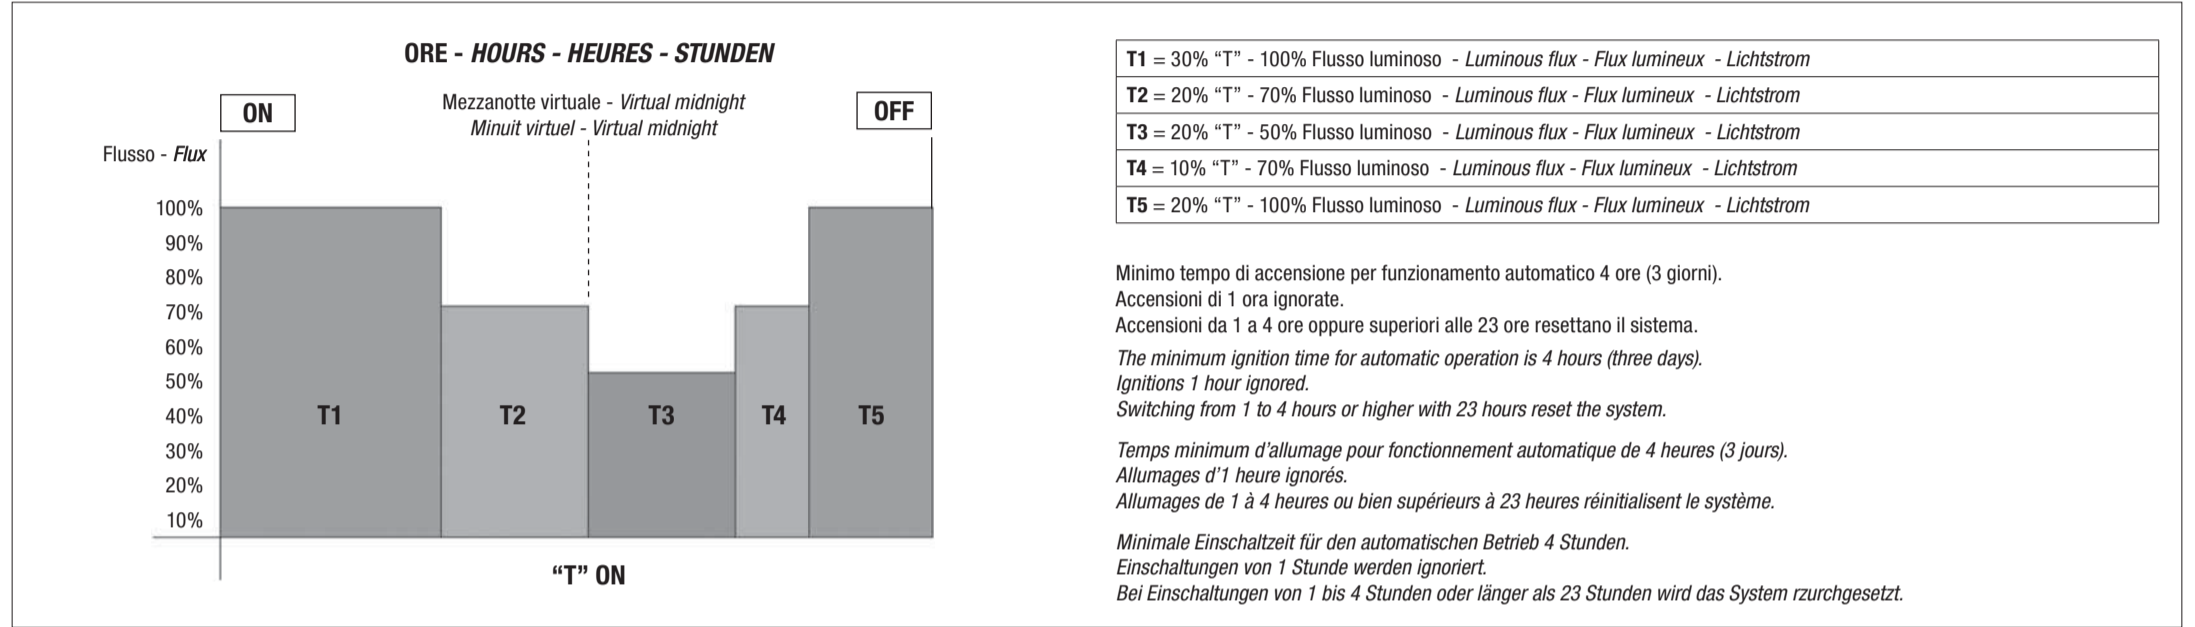 ORE - HOURS - HEURES - STUNDEN
ON
Mezzanotte virtuale - Virtual midnight
Minuit virtuel - Virtual midnight
OFF
Flusso - Flux
100%
90%
80%
70%
60%
50%
40%
30%
20%
10%
T1
T2
T3
T4
T5
“T” ON
T1 = 30% “T” - 100% Flusso luminoso - Luminous flux - Flux lumineux - Lichtstrom
T2 = 20% “T” - 70% Flusso luminoso - Luminous flux - Flux lumineux - Lichtstrom
T3 = 20% “T” - 50% Flusso luminoso - Luminous flux - Flux lumineux - Lichtstrom
T4 = 10% “T” - 70% Flusso luminoso - Luminous flux - Flux lumineux - Lichtstrom
T5 = 20% “T” - 100% Flusso luminoso - Luminous flux - Flux lumineux - Lichtstrom
Minimo tempo di accensione per funzionamento automatico 4 ore (3 giorni).
Accensioni di 1 ora ignorate.
Accensioni da 1 a 4 ore oppure superiori alle 23 ore resettano il sistema.
The minimum ignition time for automatic operation is 4 hours (three days).
Ignitions 1 hour ignored.
Switching from 1 to 4 hours or higher with 23 hours reset the system.
Temps minimum d’allumage pour fonctionnement automatique de 4 heures (3 jours).
Allumages d’1 heure ignorés.
Allumages de 1 à 4 heures ou bien supérieurs à 23 heures réinitialisent le système.
Minimale Einschaltzeit für den automatischen Betrieb 4 Stunden.
Einschaltungen von 1 Stunde werden ignoriert.
Bei Einschaltungen von 1 bis 4 Stunden oder länger als 23 Stunden wird das System rzurchgesetzt.